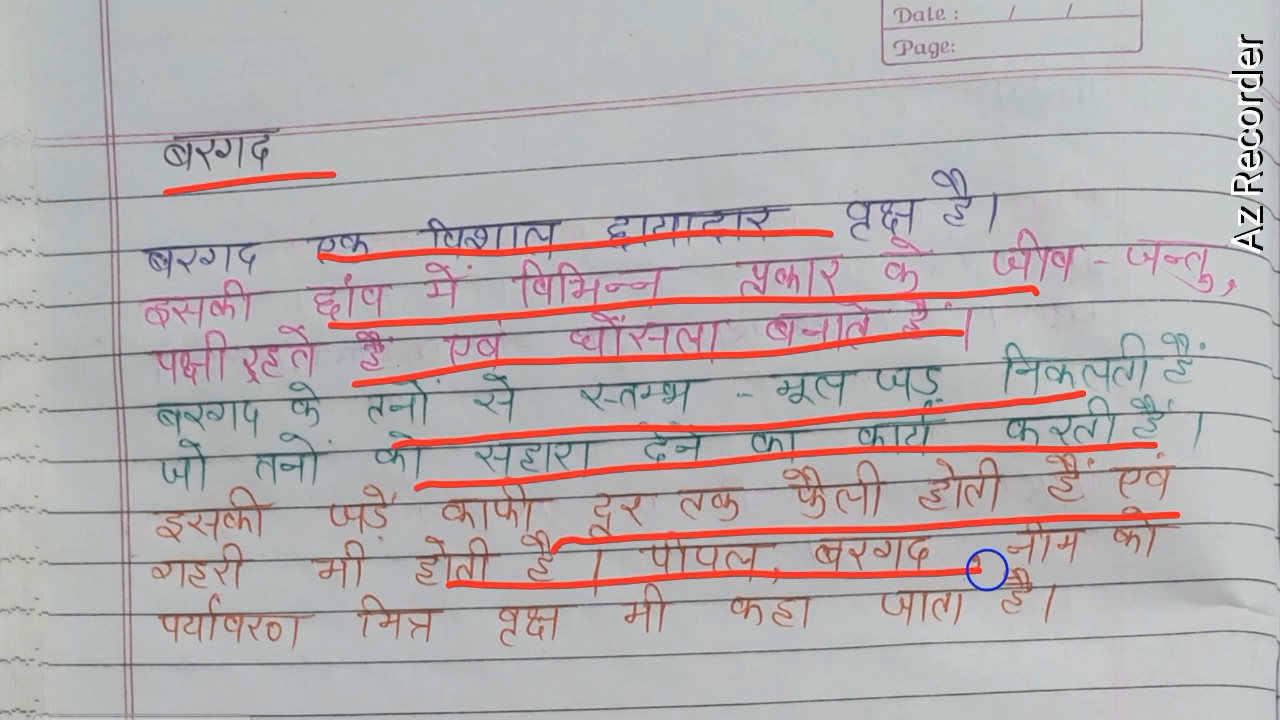 Date : / /
Page:
Az Recorder
बरगद
बरगद एक विशाल छायादार वृक्ष है।
इसकी छांव में विभिन्न प्रकार के जीव - जन्तु,
पक्षी रहते हैं एवं घोंसला बनाते हैं।
बरगद के तनों से स्तम्भ - मूल जड़ निकलती हैं
जो तनों को सहारा देने का कार्य करती हैं।
इसकी जड़ें काफी दूर तक फैली होती हैं एवं
गहरी भी होती हैं। पीपल, बरगद, नीम को
पर्यावरण मित्र वृक्ष भी कहा जाता है।